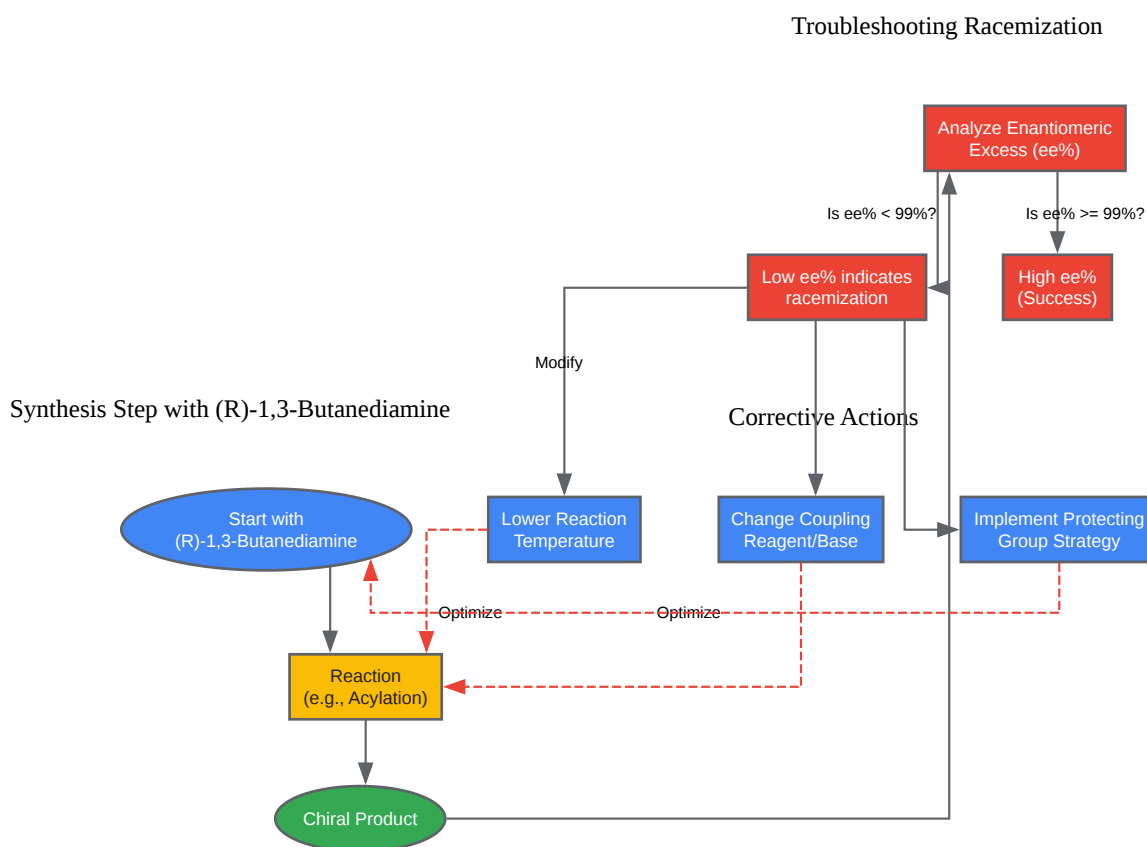 Troubleshooting Racemization
Analyze Enantiomeric
Excess (ee%)
Is ee% < 99%?
Is ee% >= 99%?
Low ee% indicates
racemization
High ee%
(Success)
Modify
Synthesis Step with (R)-1,3-Butanediamine
Corrective Actions
Start with
(R)-1,3-Butanediamine
Lower Reaction
Temperature
Change Coupling
Reagent/Base
Implement Protecting
Group Strategy
Optimize
Optimize
Reaction
(e.g., Acylation)
Chiral Product